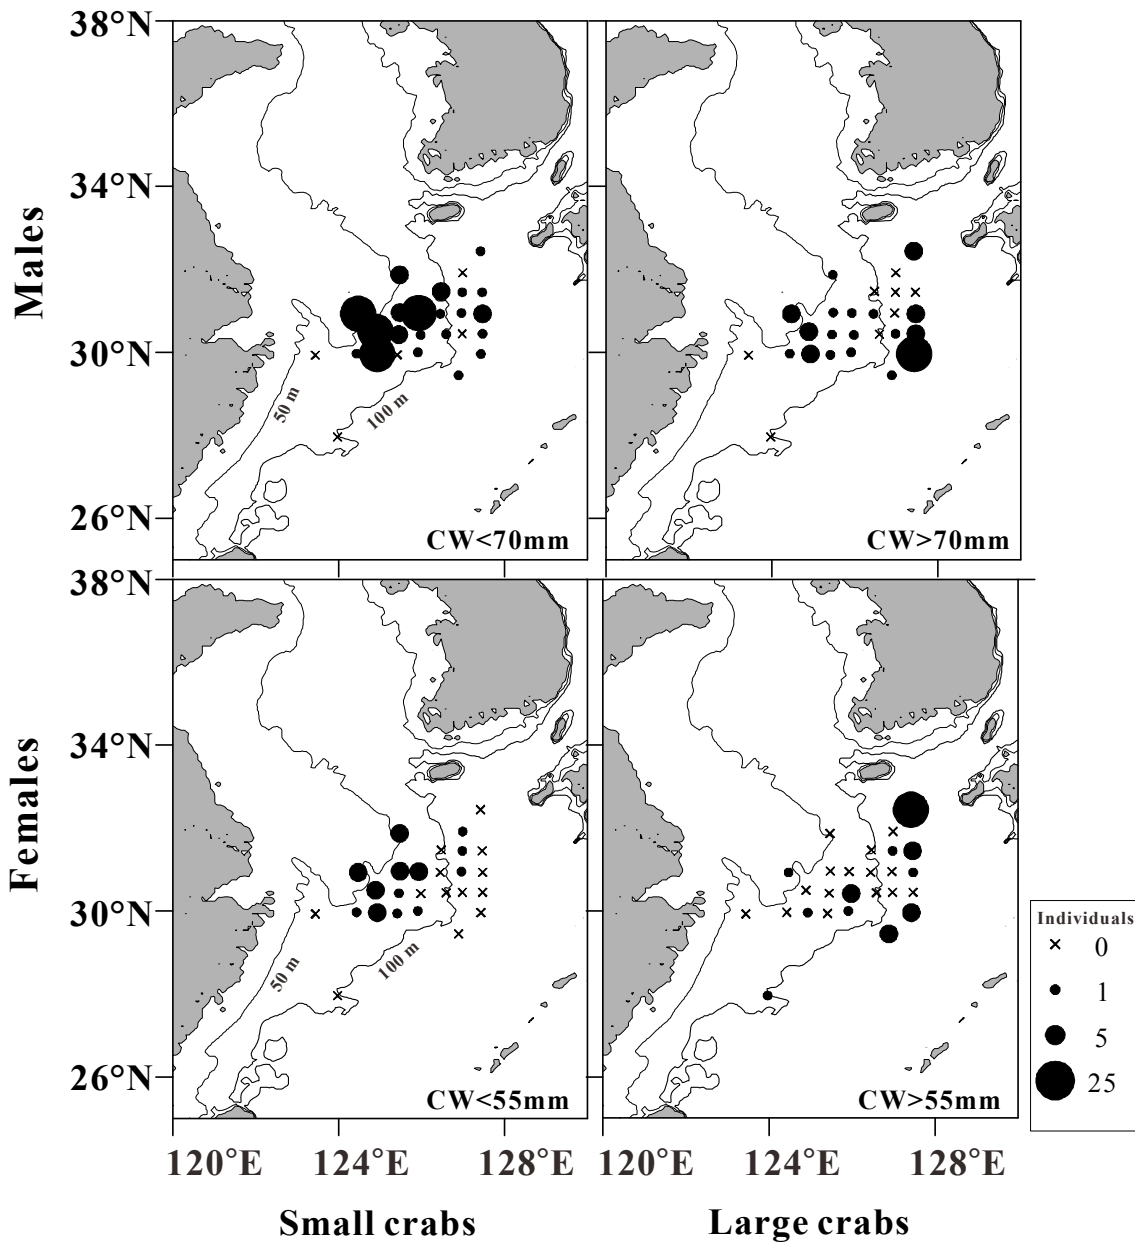 38°N
34°N
30°N
26°N
Males
50 m
100 m
CW<70mm
CW>70mm
38°N
34°N
30°N
26°N
Females
50 m
100 m
CW<55mm
CW>55mm
Individuals
0
1
5
25
120°E 124°E 128°E
120°E 124°E 128°E
Small crabs
Large crabs